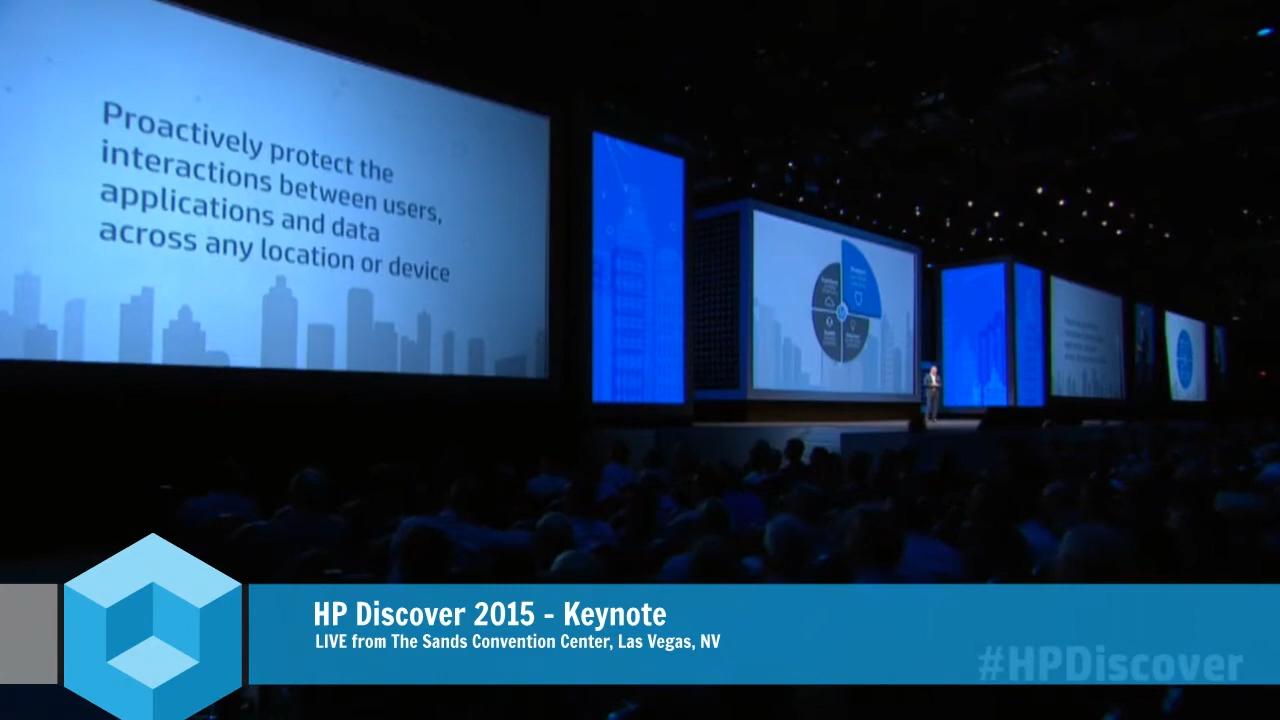 Proactively protect the
interactions between users,
applications and data
across any location or device
HP Discover 2015 - Keynote
LIVE from The Sands Convention Center, Las Vegas, NV
#HPDiscover